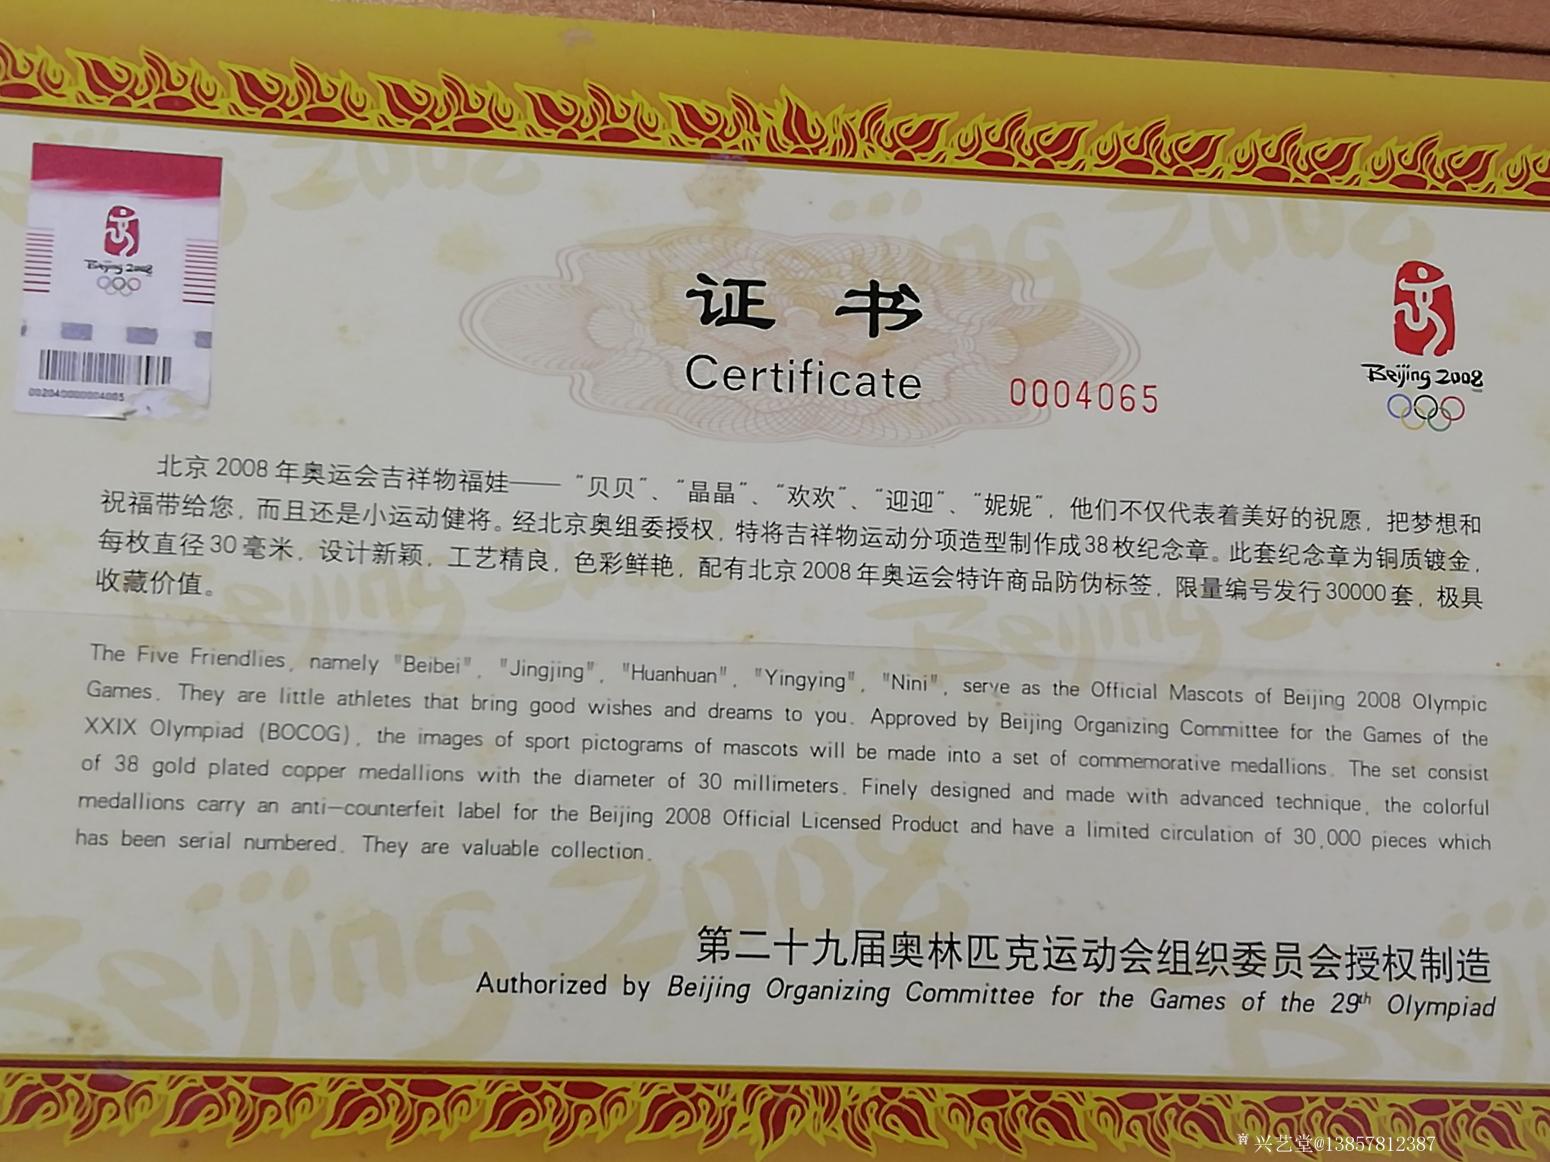 Beijing 2008
002040000004065
证书
Certificate
0004065
Beijing 2008
北京2008年奥运会吉祥物福娃——“贝贝”、“晶晶”、“欢欢”、“迎迎”、“妮妮”，他们不仅代表着美好的祝愿，把梦想和
祝福带给您，而且还是小运动健将。经北京奥组委授权，特将吉祥物运动分项造型制作成38枚纪念章。此套纪念章为铜质镀金，
每枚直径30毫米，设计新颖，工艺精良，色彩鲜艳，配有北京2008年奥运会特许商品防伪标签，限量编号发行30000套，极具
收藏价值。
The Five Friendlies, namely "Beibei", "Jingjing", "Huanhuan", "Yingying", "Nini", serve as the Official Mascots of Beijing 2008 Olympic
Games. They are little athletes that bring good wishes and dreams to you. Approved by Beijing Organizing Committee for the Games of the
XXIX Olympiad (BOCOG), the images of sport pictograms of mascots will be made into a set of commemorative medallions. The set consist
of 38 gold plated copper medallions with the diameter of 30 millimeters. Finely designed and made with advanced technique, the colorful
medallions carry an anti-counterfeit label for the Beijing 2008 Official Licensed Product and have a limited circulation of 30,000 pieces which
has been serial numbered. They are valuable collection.
第二十九届奥林匹克运动会组织委员会授权制造
Authorized by Beijing Organizing Committee for the Games of the 29th Olympiad
兴艺堂@13857812387